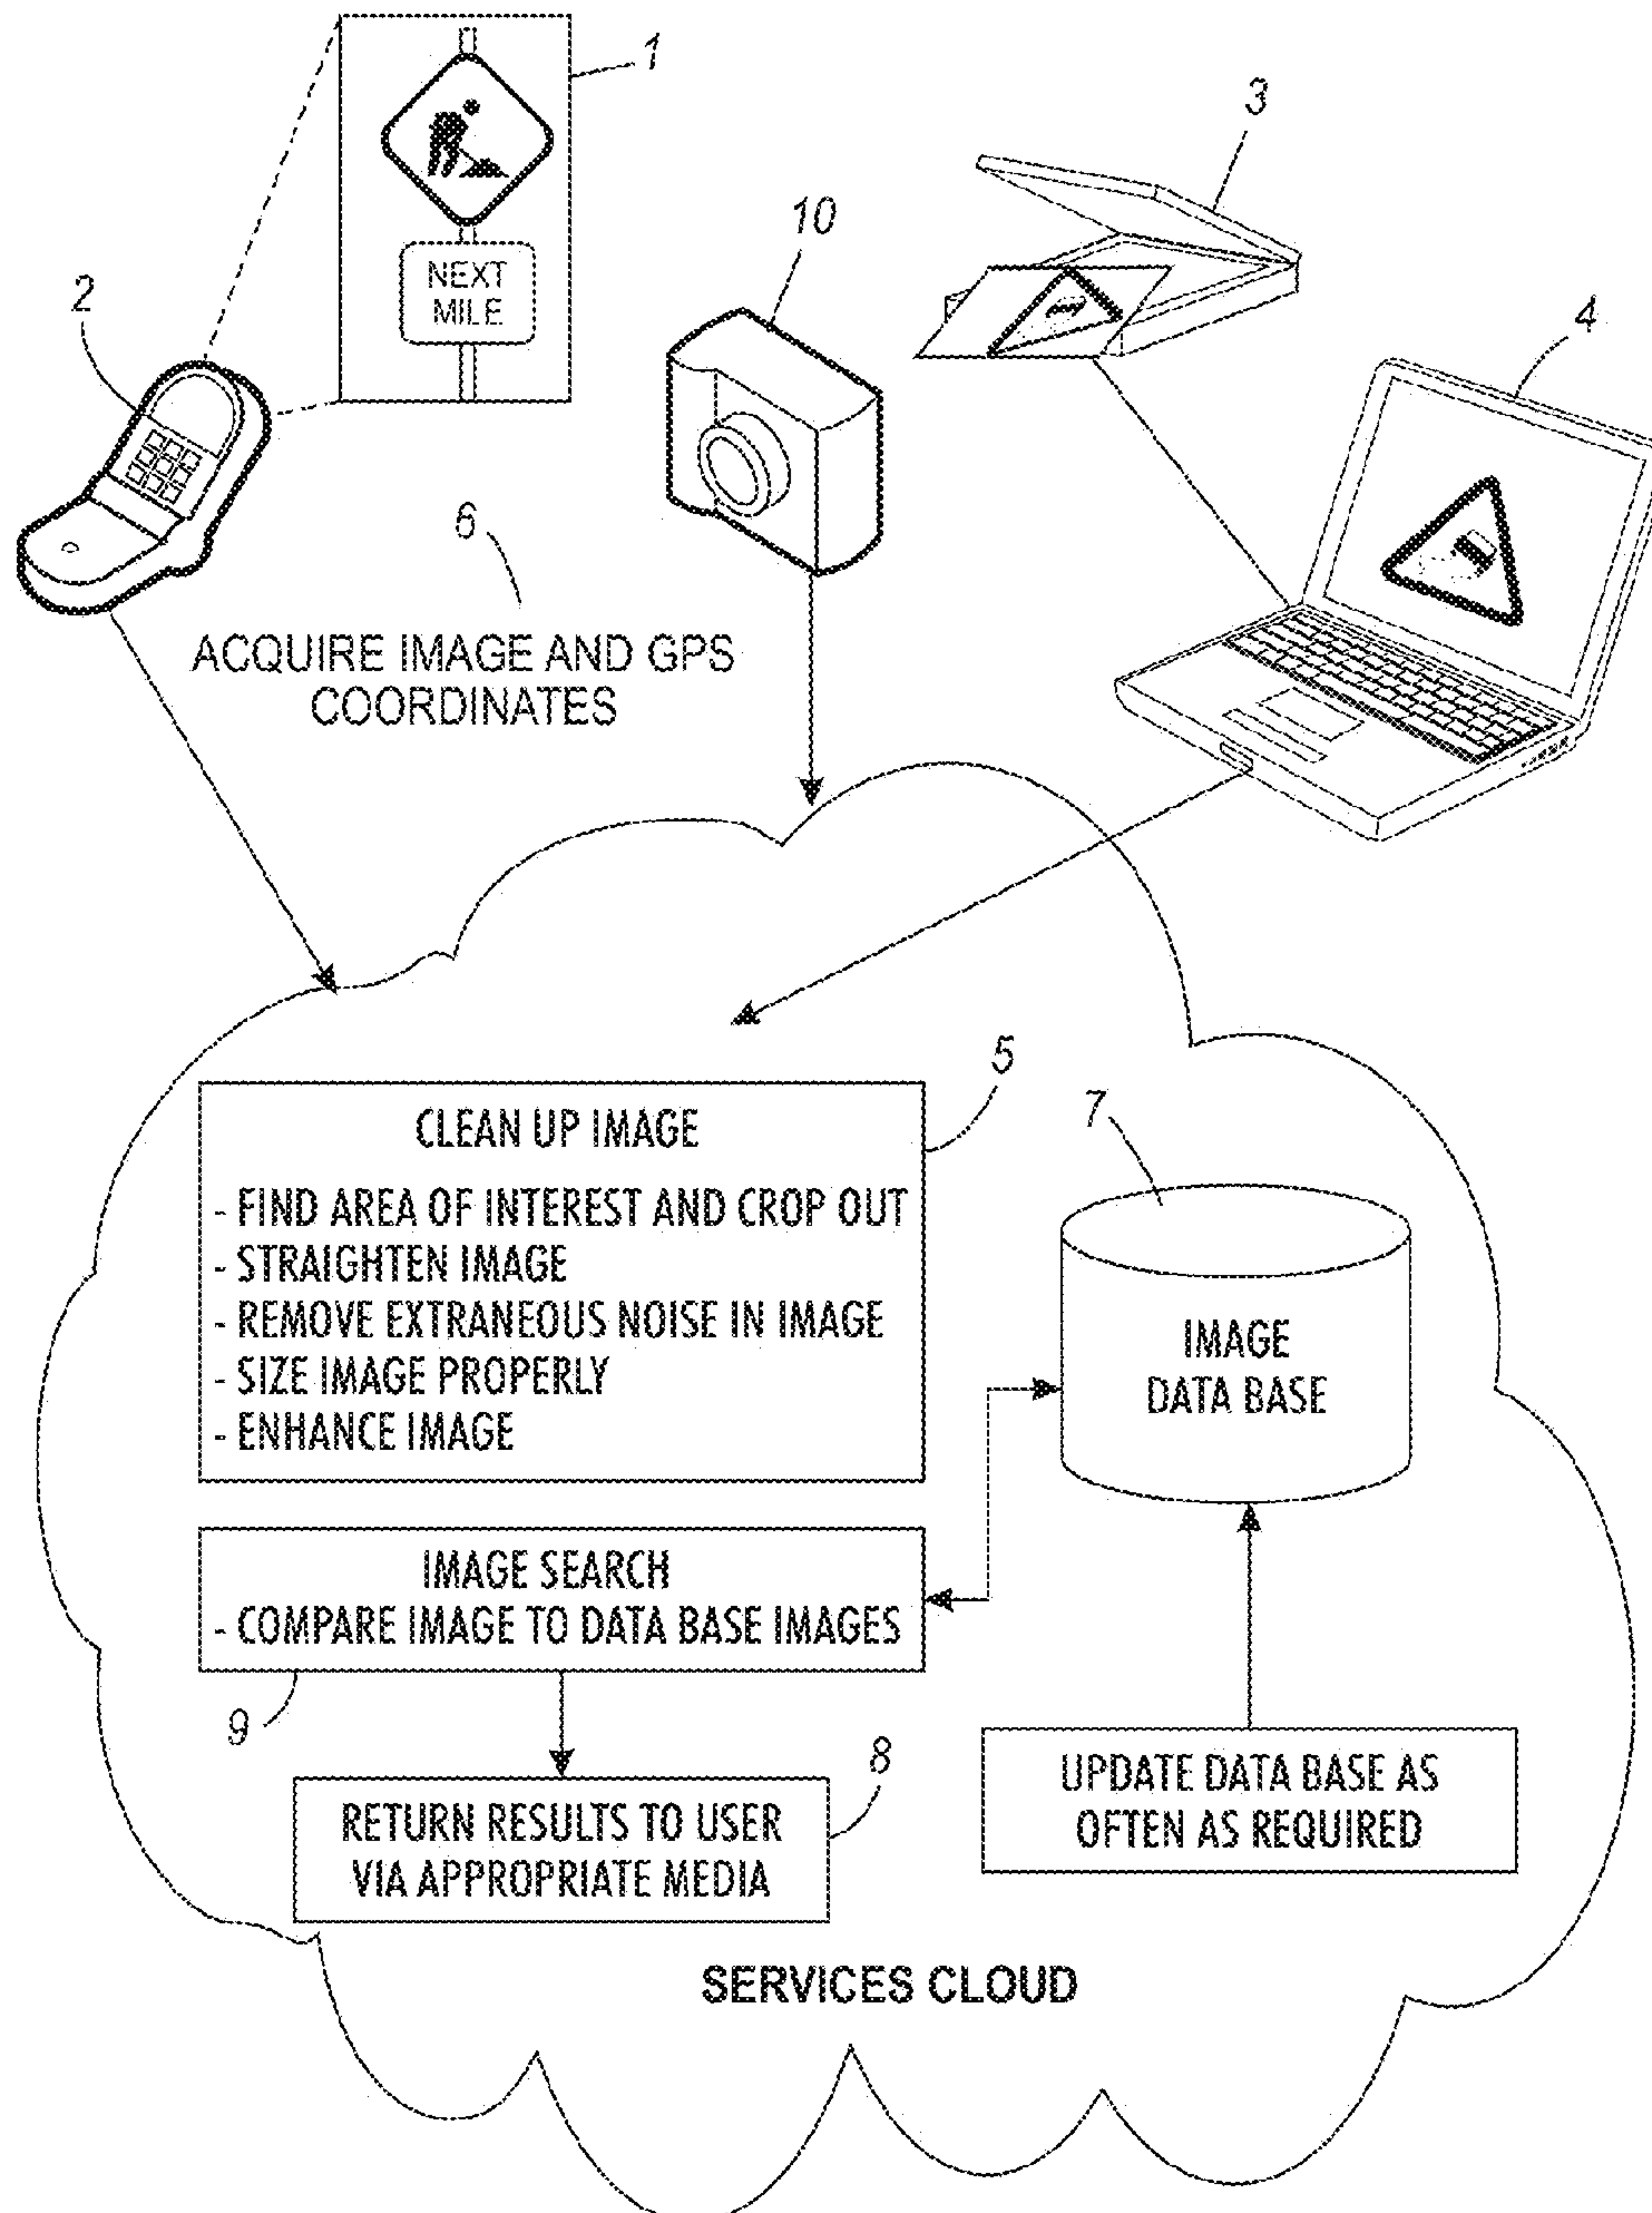 1
3
10
NEXT
MILE
2
4
6
ACQUIRE IMAGE AND GPS
COORDINATES
5
CLEAN UP IMAGE
- FIND AREA OF INTEREST AND CROP OUT
- STRAIGHTEN IMAGE
- REMOVE EXTRANEOUS NOISE IN IMAGE
- SIZE IMAGE PROPERLY
- ENHANCE IMAGE
7
IMAGE
DATA BASE
IMAGE SEARCH
- COMPARE IMAGE TO DATA BASE IMAGES
9
8
RETURN RESULTS TO USER
VIA APPROPRIATE MEDIA
UPDATE DATA BASE AS
OFTEN AS REQUIRED
SERVICES CLOUD